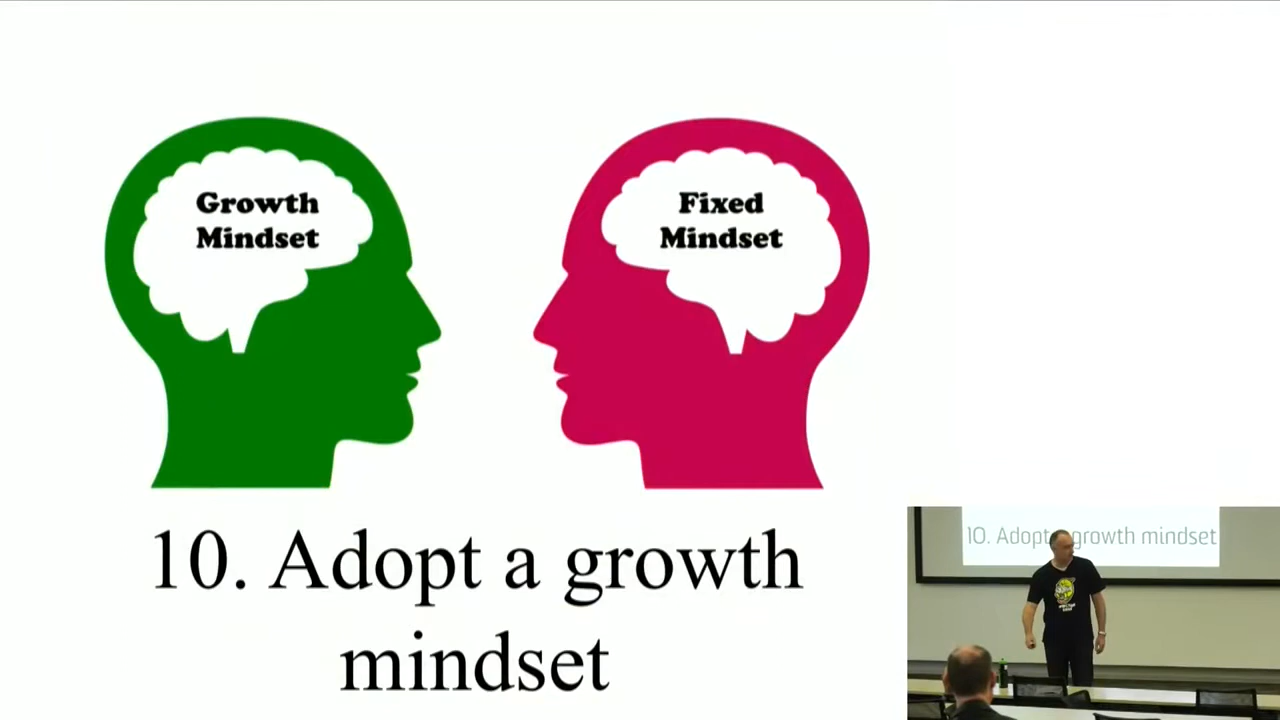 Growth
Mindset
Fixed
Mindset
10. Adopt a growth
mindset
10. Adopt growth mindset